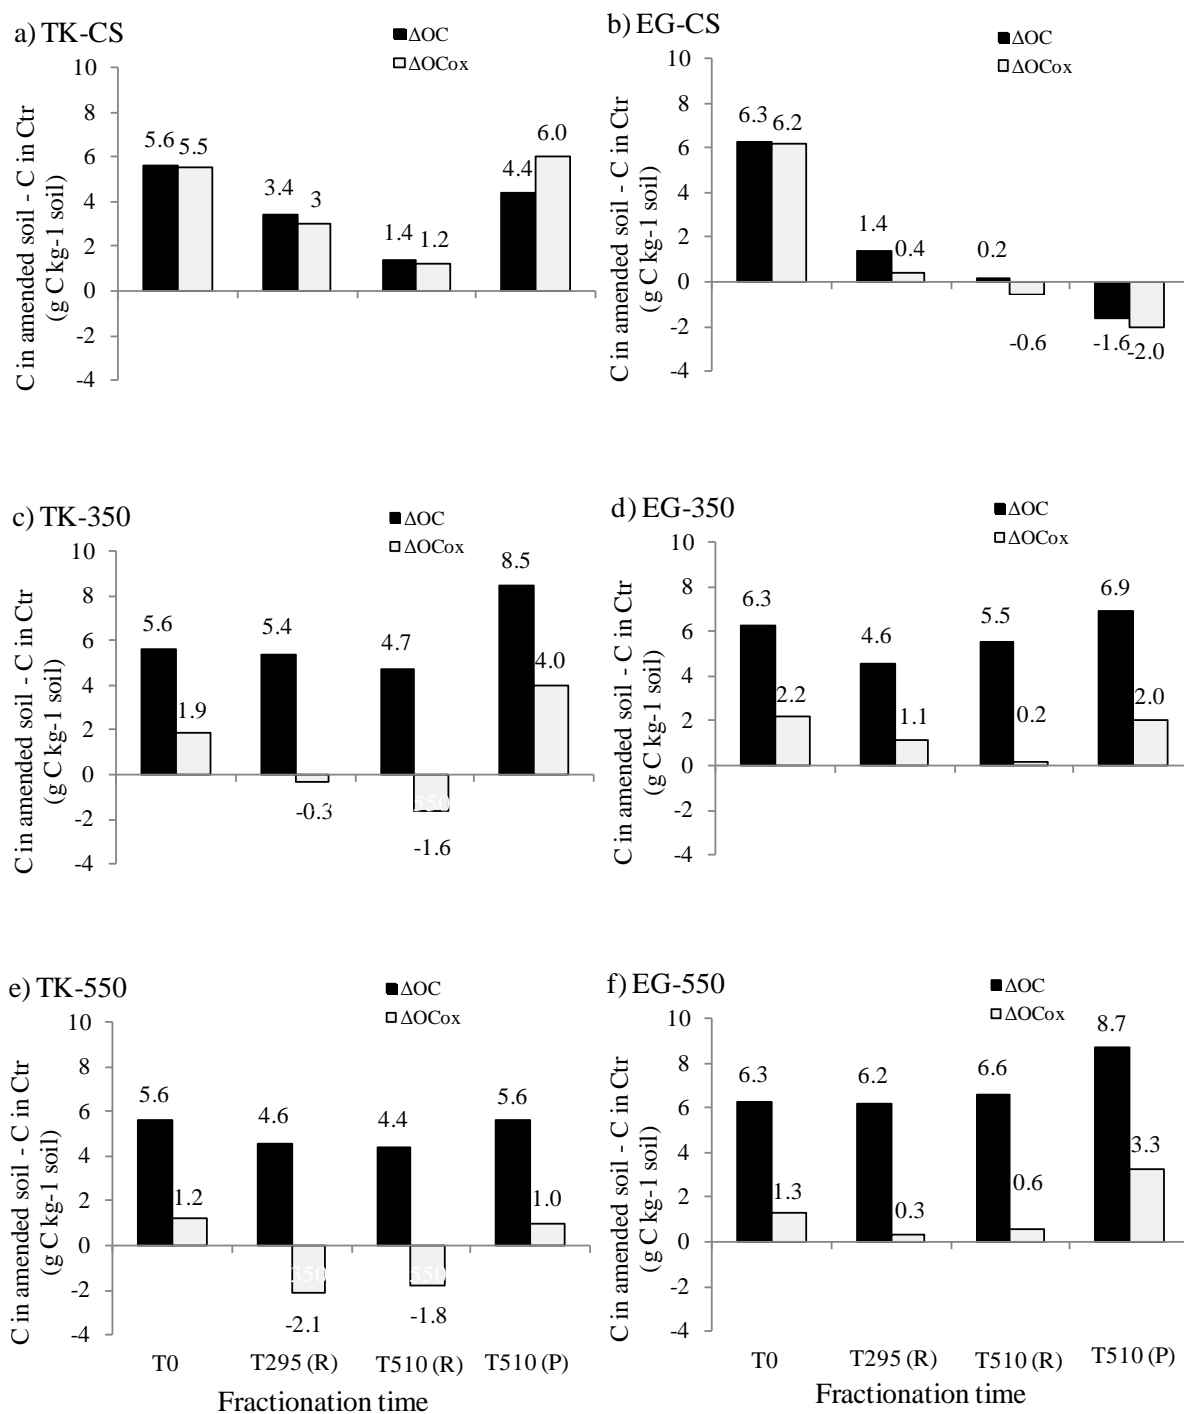 a) TK-CS
ΔOC
ΔOCox
C in amended soil - C in Ctr
(g C kg-1 soil)
10
8
6
4
2
0
-2
-4
5.6
5.5
3.4
3
1.4
1.2
4.4
6.0
b) EG-CS
ΔOC
ΔOCox
C in amended soil - C in Ctr
(g C kg-1 soil)
10
8
6
4
2
0
-2
-4
6.3
6.2
1.4
0.4
0.2
-0.6
-1.6
-2.0
c) TK-350
ΔOC
ΔOCox
C in amended soil - C in Ctr
(g C kg-1 soil)
10
8
6
4
2
0
-2
-4
5.6
1.9
5.4
-0.3
4.7
550
-1.6
8.5
4.0
d) EG-350
ΔOC
ΔOCox
C in amended soil - C in Ctr
(g C kg-1 soil)
10
8
6
4
2
0
-2
-4
6.3
2.2
4.6
1.1
5.5
0.2
6.9
2.0
e) TK-550
ΔOC
ΔOCox
C in amended soil - C in Ctr
(g C kg-1 soil)
10
8
6
4
2
0
-2
-4
5.6
1.2
4.6
350
-2.1
4.4
550
-1.8
5.6
1.0
T0
T295 (R)
T510 (R)
T510 (P)
Fractionation time
f) EG-550
ΔOC
ΔOCox
C in amended soil - C in Ctr
(g C kg-1 soil)
10
8
6
4
2
0
-2
-4
6.3
1.3
6.2
0.3
6.6
0.6
8.7
3.3
T0
T295 (R)
T510 (R)
T510 (P)
Fractionation time